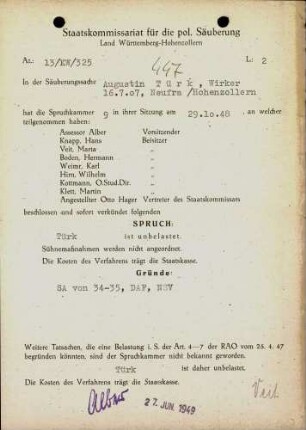 Staatskommissariat für die pol. Säuberung
Land Württemberg-Hohenzollern
Az.: 13/KW/325
447
L: 2
In der Säuberungssache Augustin Türk, Wirker
16.7.07, Neufra /Hohenzollern
hat die Spruchkammer 9 in ihrer Sitzung am 29.10.48, an welcher
teilgenommen haben:
Assessor Alber Vorsitzender
Knapp, Hans Beisitzer
Veit, Marta "
Boden, Hermann "
Weimr, Karl "
Hirn, Wilhelm "
Kottmann, O.Stud.Dir. "
Klett, Martin "
Angestellter Otto Hager Vertreter des Staatskommissars
beschlossen und sofort verkündet folgenden
SPRUCH:
Türk ist unbelastet.
Sühnemaßnahmen werden nicht angeordnet.
Die Kosten des Verfahrens trägt die Staatskasse.
Gründe:
SA von 34-35, DAF, NSV
Weitere Tatsachen, die eine Belastung i. S. der Art. 4—7 der RAO vom 25. 4. 47
begründen könnten, sind der Spruchkammer nicht bekannt geworden.
Türk ist daher unbelastet.
Die Kosten des Verfahrens trägt die Staatskasse.
Alber
27. JUN. 1949
Veit